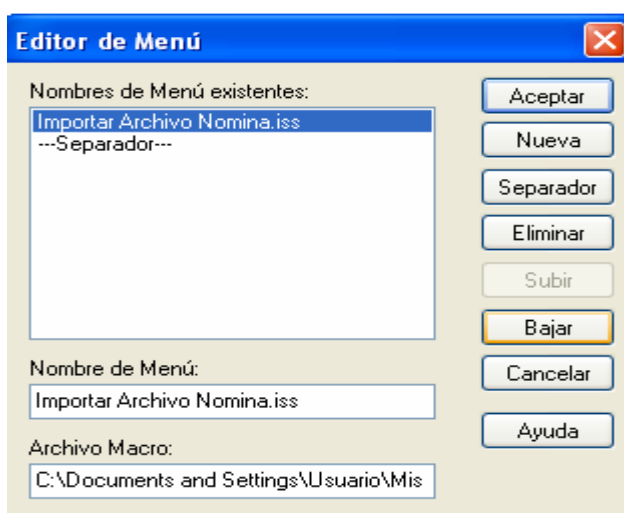 Editor de Menú
Nombres de Menú existentes:
Importar Archivo Nomina.iss
---Separador---
Nombre de Menú:
Importar Archivo Nomina.iss
Archivo Macro:
C:\Documents and Settings\Usuario\Mis
Aceptar
Nueva
Separador
Eliminar
Subir
Bajar
Cancelar
Ayuda